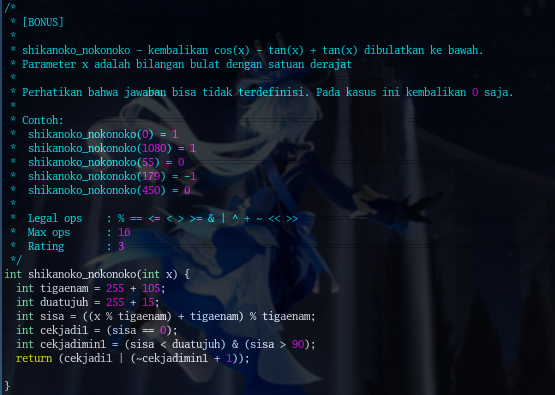 /*
 * [BONUS]
 *
 * shikanoko_nokonoko - kembalikan cos(x) - tan(x) + tan(x) dibulatkan ke bawah.
 * Parameter x adalah bilangan bulat dengan satuan derajat
 *
 * Perhatikan bahwa jawaban bisa tidak terdefinisi. Pada kasus ini kembalikan 0 saja.
 *
 * Contoh:
 *  shikanoko_nokonoko(0) = 1
 *  shikanoko_nokonoko(1080) = 1
 *  shikanoko_nokonoko(55) = 0
 *  shikanoko_nokonoko(179) = -1
 *  shikanoko_nokonoko(450) = 0
 *
 *  Legal ops    : % == <= < > >= & | ^ + ~ << >>
 *  Max ops      : 16
 *  Rating       : 3
 */
int shikanoko_nokonoko(int x) {
  int tigaenam = 255 + 105;
  int duatujuh = 255 + 15;
  int sisa = ((x % tigaenam) + tigaenam) % tigaenam;
  int cekjadi1 = (sisa == 0);
  int cekjadimin1 = (sisa < duatujuh) & (sisa > 90);
  return (cekjadi1 | (~cekjadimin1 + 1));
}